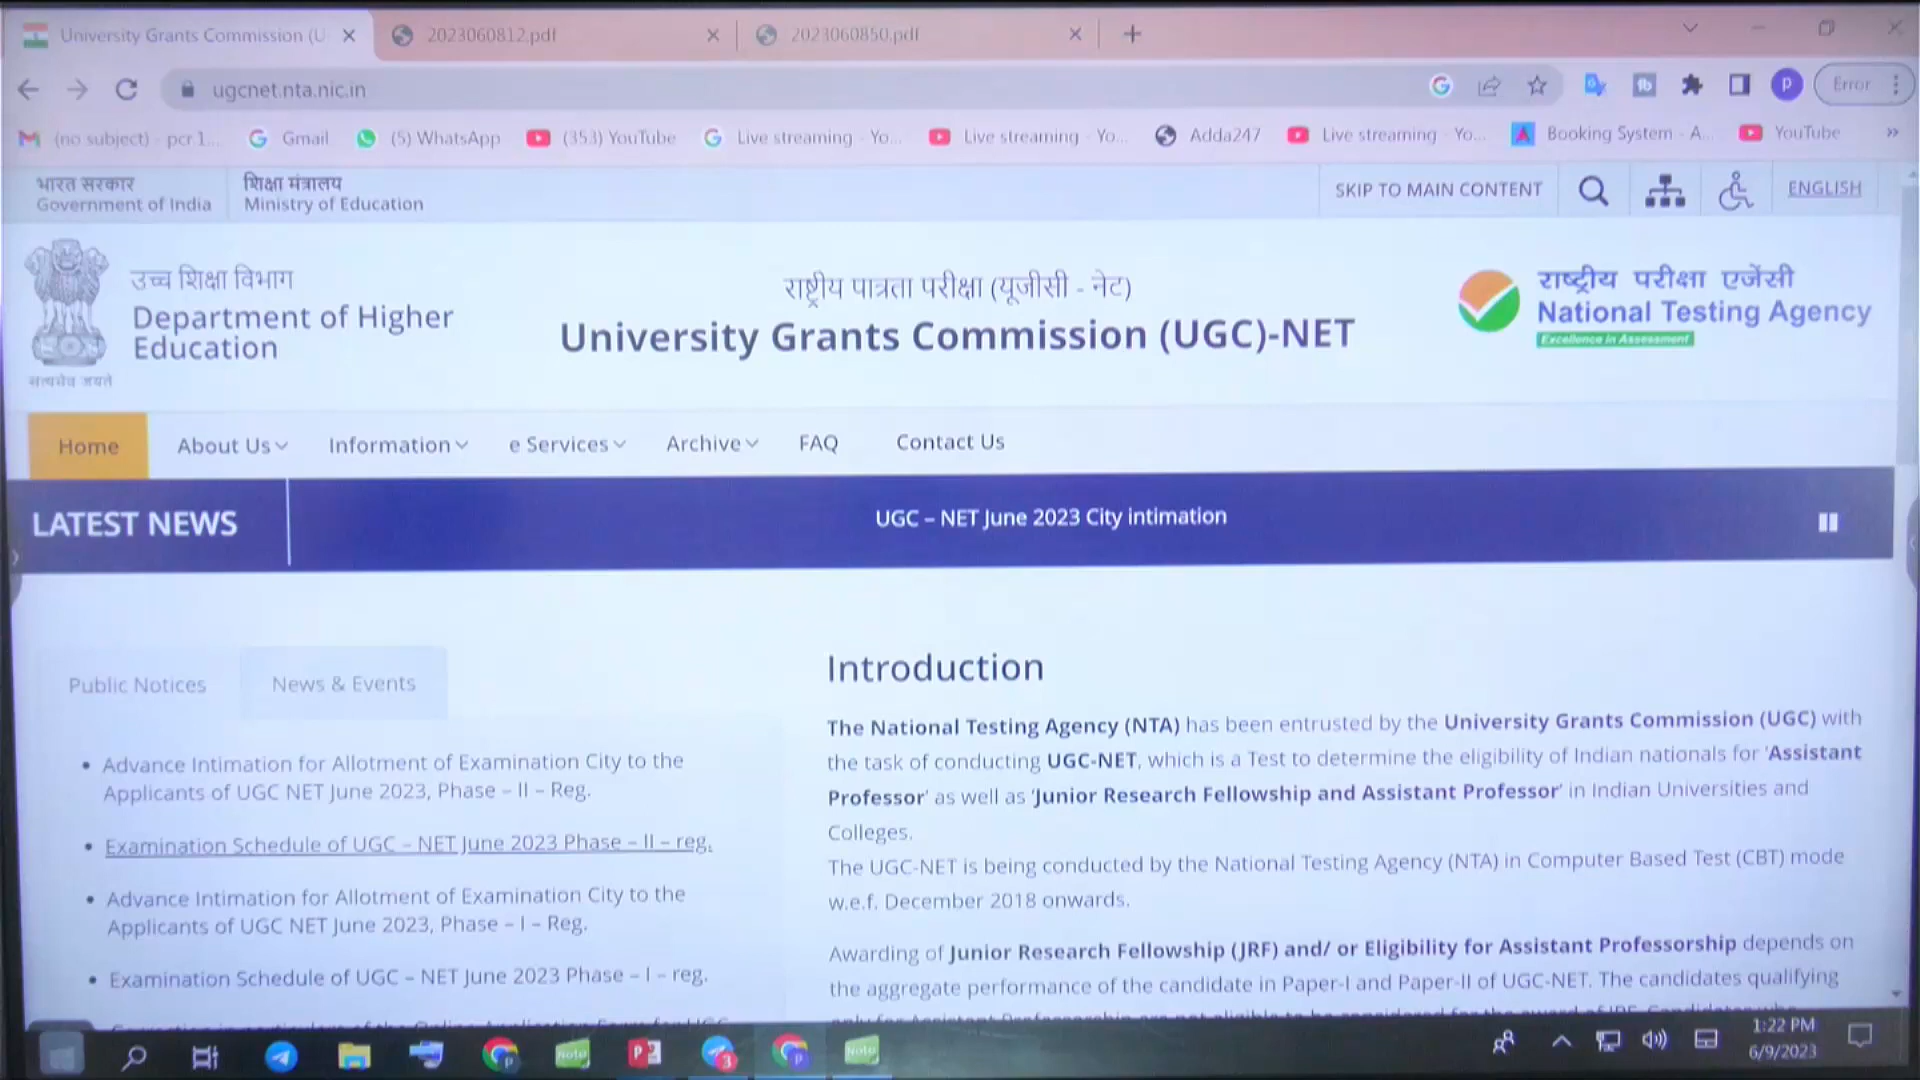 University Grants Commission (U
2023060812.pdf
2023060850.pdf
ugcnet.nta.nic.in
Error
(no subject) - pcr 1...
Gmail
(5) WhatsApp
(353) YouTube
Live streaming - Yo...
Live streaming - Yo...
Adda247
Live streaming - Yo...
Booking System - A...
YouTube
»
भारत सरकार
Government of India
शिक्षा मंत्रालय
Ministry of Education
SKIP TO MAIN CONTENT
ENGLISH
उच्च शिक्षा विभाग
Department of Higher
Education
सत्यमेव जयते
राष्ट्रीय पात्रता परीक्षा (यूजीसी - नेट)
University Grants Commission (UGC)-NET
राष्ट्रीय परीक्षा एजेंसी
National Testing Agency
Excellence in Assessment
Home
About Us
Information
e Services
Archive
FAQ
Contact Us
LATEST NEWS
UGC – NET June 2023 City intimation
Public Notices
News & Events
• Advance Intimation for Allotment of Examination City to the
Applicants of UGC NET June 2023, Phase – II – Reg.
• Examination Schedule of UGC – NET June 2023 Phase – II – reg.
• Advance Intimation for Allotment of Examination City to the
Applicants of UGC NET June 2023, Phase – I – Reg.
• Examination Schedule of UGC – NET June 2023 Phase – I – reg.
Introduction
The National Testing Agency (NTA) has been entrusted by the University Grants Commission (UGC) with
the task of conducting UGC-NET, which is a Test to determine the eligibility of Indian nationals for 'Assistant
Professor' as well as 'Junior Research Fellowship and Assistant Professor' in Indian Universities and
Colleges.
The UGC-NET is being conducted by the National Testing Agency (NTA) in Computer Based Test (CBT) mode
w.e.f. December 2018 onwards.
Awarding of Junior Research Fellowship (JRF) and/ or Eligibility for Assistant Professorship depends on
the aggregate performance of the candidate in Paper-I and Paper-II of UGC-NET. The candidates qualifying
1:22 PM
6/9/2023